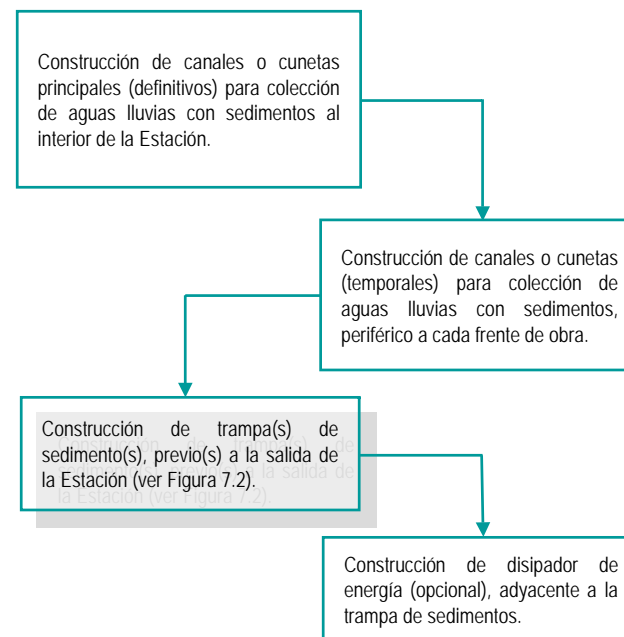 Construcción de canales o cunetas
principales (definitivos) para colección
de aguas lluvias con sedimentos al
interior de la Estación.
Construcción de canales o cunetas
(temporales) para colección de
aguas lluvias con sedimentos,
periférico a cada frente de obra.
Construcción de trampa(s) de
sedimento(s), previo(s) a la salida de
la Estación (ver Figura 7.2).
Construcción de disipador de
energía (opcional), adyacente a la
trampa de sedimentos.